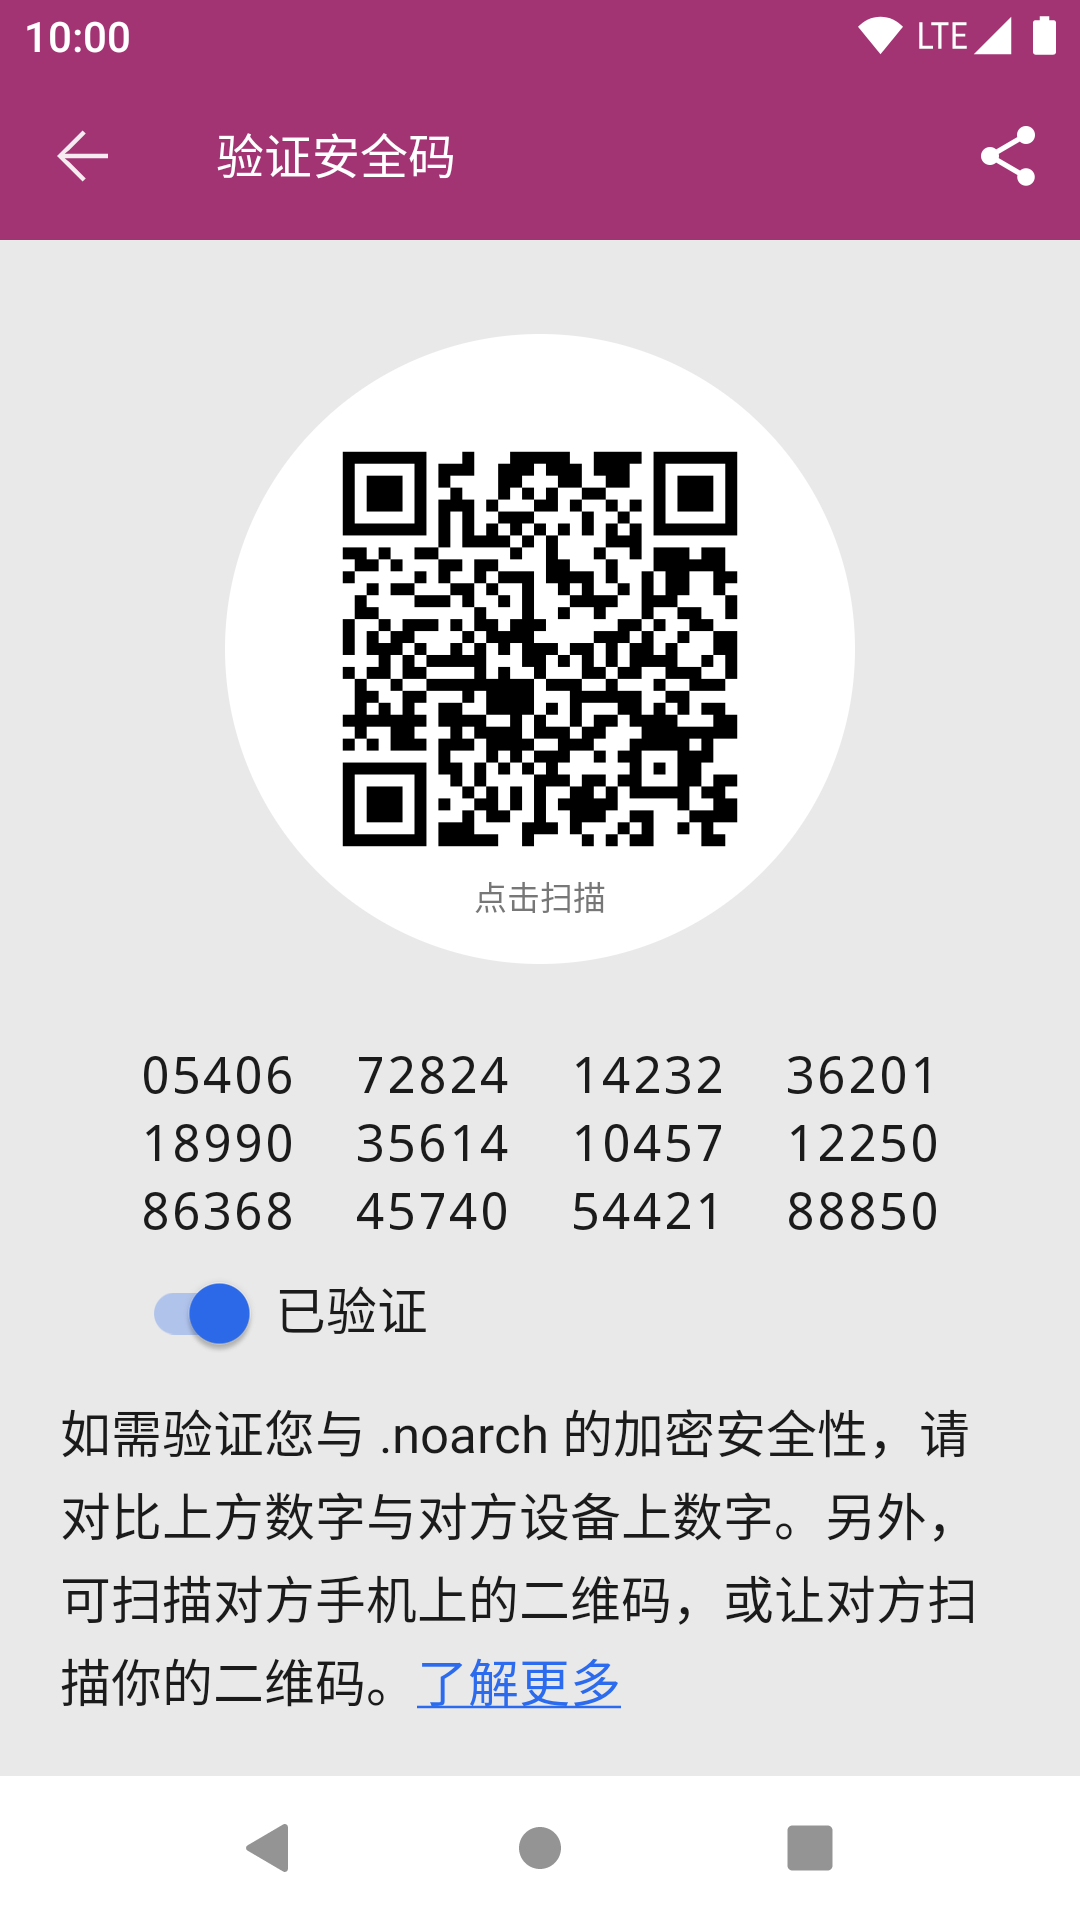 10:00 LTE
验证安全码
点击扫描
05406 72824 14232 36201
18990 35614 10457 12250
86368 45740 54421 88850
已验证
如需验证您与 .noarch 的加密安全性，请
对比上方数字与对方设备上数字。另外，
可扫描对方手机上的二维码，或让对方扫
描你的二维码。了解更多